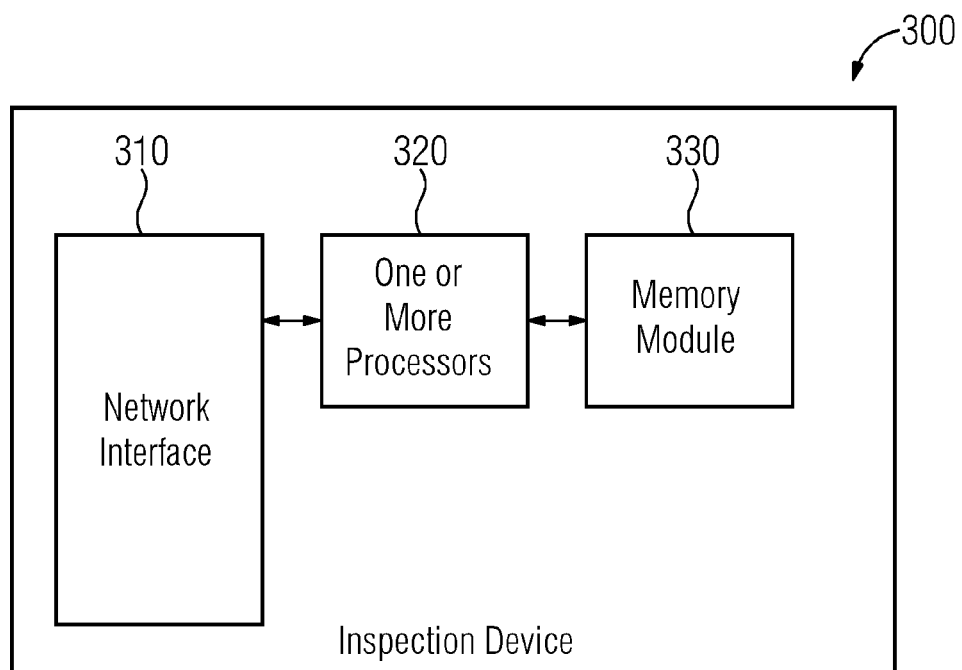 300
310
320
330
One or
More
Processors
Memory
Module
Network
Interface
Inspection Device